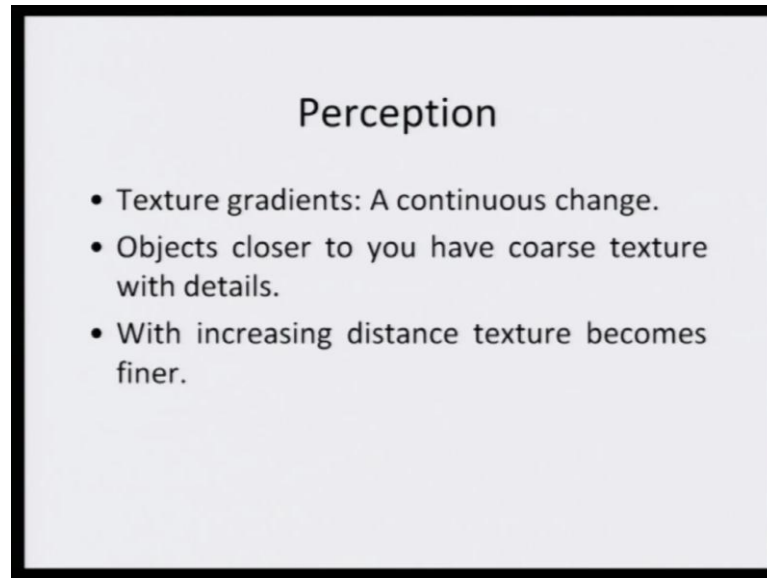 Perception
• Texture gradients: A continuous change.
• Objects closer to you have coarse texture
with details.
• With increasing distance texture becomes
finer.